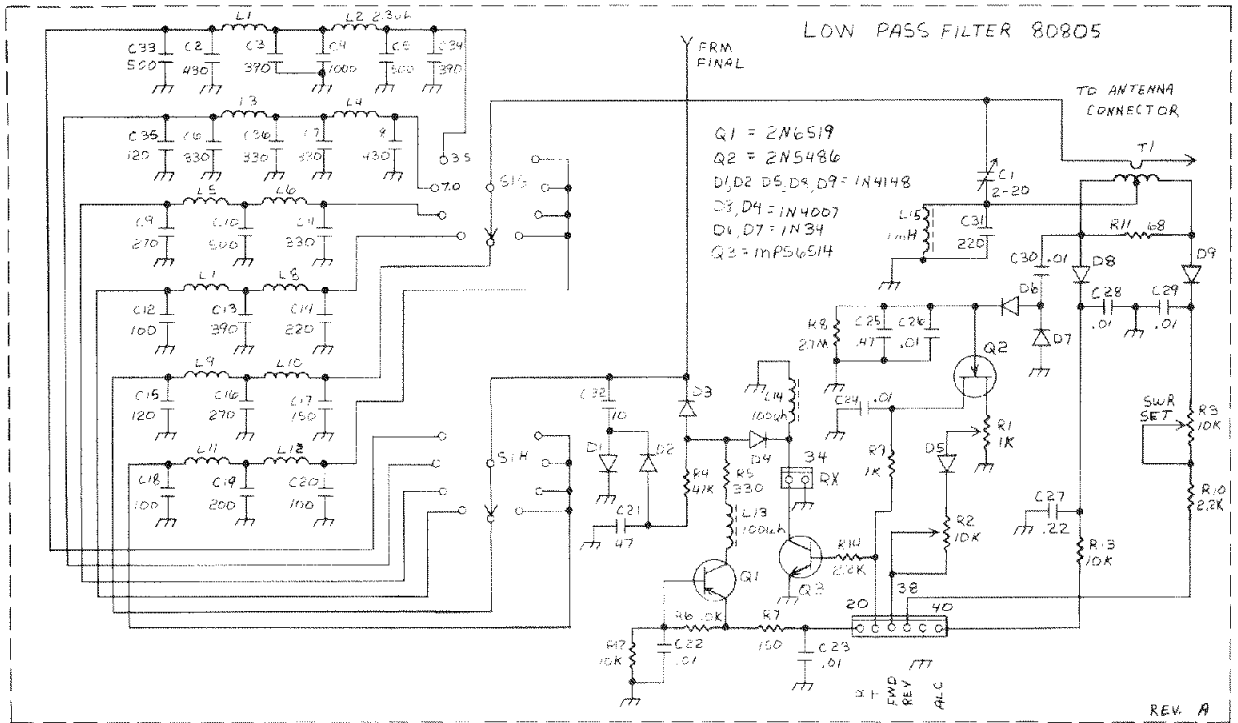 LOW PASS FILTER 80805
L1
L2 2.3uh
C33
500
C2
430
C3
390
C4
1000
C5
500
C34
390
FRM
FINAL
TO ANTENNA
CONNECTOR
L3
L4
C35
120
C6
330
C36
330
C7
330
8
430
3.5
7.0
S1G
Q1 = 2N6519
Q2 = 2N5486
D1,D2 D5,D8,D9=1N4148
D3,D4=1N4007
D6,D7=1N34
Q3=MPS6514
T1
C1
2-20
L15
1mH
C31
220
R11
68
L5
L6
C9
270
C10
500
C11
330
C30
.01
D8
D9
C28
.01
C29
.01
L7
L8
C12
100
C13
390
C14
220
D6
D7
R8
2.7M
C25
.47
C26
.01
Q2
L9
L10
C15
120
C16
270
C17
150
C32
10
D3
L14
100uh
C24
.01
R1
1K
SWR
SET
R3
10K
L11
L12
C18
100
C19
200
C20
100
S1H
D1
D2
D4
34
RX
R9
1K
D5
R4
47K
R5
330
L13
100uh
C21
47
R2
10K
C27
.22
R10
2.2K
R13
10K
Q1
Q3
R14
2.2K
38
20
40
R6
R7
150
C22
.01
C23
.01
10K
FWD
REV
ALC
REV. A